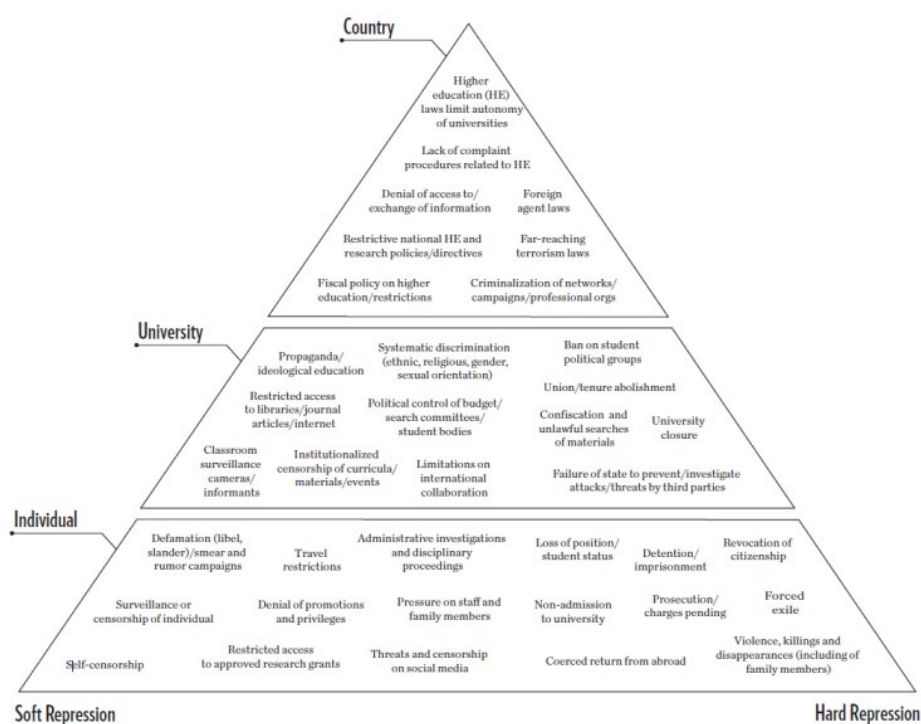 Country
Higher
education (HE)
laws limit autonomy
of universities
Lack of complaint
procedures related to HE
Denial of access to/
exchange of information
Foreign
agent laws
Restrictive national HE and
research policies/directives
Far-reaching
terrorism laws
Fiscal policy on higher
education/restrictions
Criminalization of networks/
campaigns/professional orgs
University
Propaganda/
ideological education
Systematic discrimination
(ethnic, religious, gender,
sexual orientation)
Ban on student
political groups
Union/tenure abolishment
Restricted access
to libraries/journal
articles/internet
Political control of budget/
search committees/
student bodies
Confiscation and
unlawful searches
of materials
University
closure
Classroom
surveillance
cameras/
informants
Institutionalized
censorship of curricula/
materials/events
Limitations on
international
collaboration
Failure of state to prevent/investigate
attacks/threats by third parties
Individual
Defamation (libel,
slander)/smear and
rumor campaigns
Travel
restrictions
Administrative investigations
and disciplinary
proceedings
Loss of position/
student status
Detention/
imprisonment
Revocation of
citizenship
Surveillance or
censorship of individual
Denial of promotions
and privileges
Pressure on staff and
family members
Non-admission
to university
Prosecution/
charges pending
Forced
exile
Self-censorship
Restricted access
to approved research grants
Threats and censorship
on social media
Coerced return from abroad
Violence, killings and
disappearances (including of
family members)
Soft Repression
Hard Repression